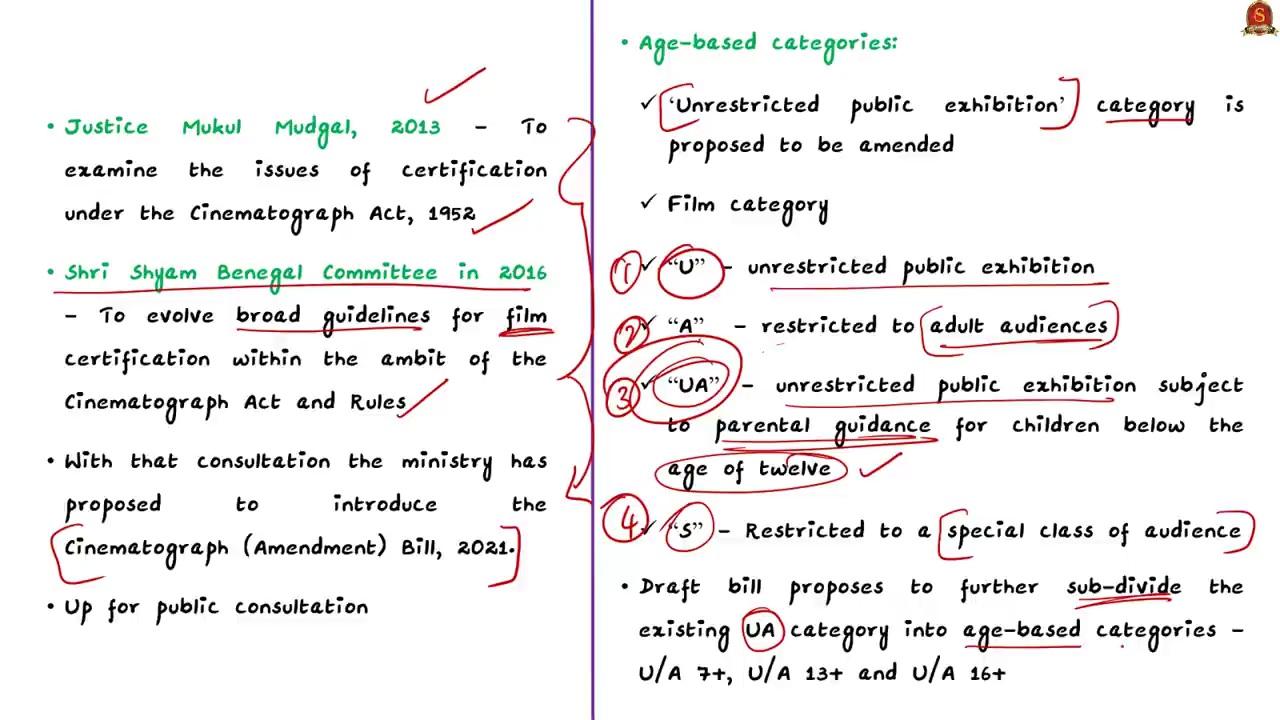 • Justice Mukul Mudgal, 2013 - To
examine the issues of certification
under the Cinematograph Act, 1952
• Shri Shyam Benegal Committee in 2016
- To evolve broad guidelines for film
certification within the ambit of the
Cinematograph Act and Rules
• With that consultation the ministry has
proposed to introduce the
Cinematograph (Amendment) Bill, 2021.
• Up for public consultation
• Age-based categories:
✓ 'Unrestricted public exhibition' category is
proposed to be amended
✓ Film category
1 ✓ "U" - unrestricted public exhibition
2 ✓ "A" - restricted to adult audiences
3 ✓ "UA" - unrestricted public exhibition subject
to parental guidance for children below the
age of twelve
4 ✓ "S" - Restricted to a special class of audience
• Draft bill proposes to further sub-divide the
existing UA category into age-based categories -
U/A 7+, U/A 13+ and U/A 16+